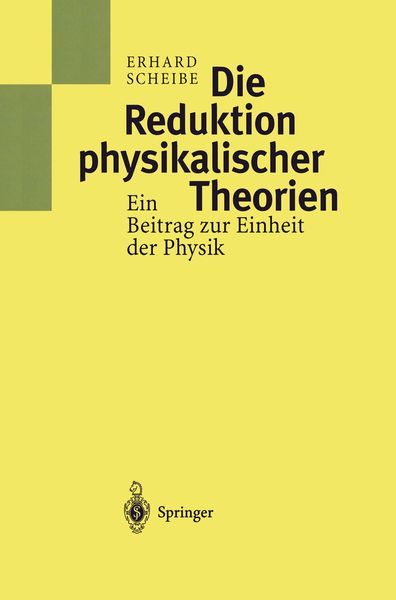 ERHARD
SCHEIBE
Die
Reduktion
physikalischer
Theorien
Ein
Beitrag zur Einheit
der Physik
Springer